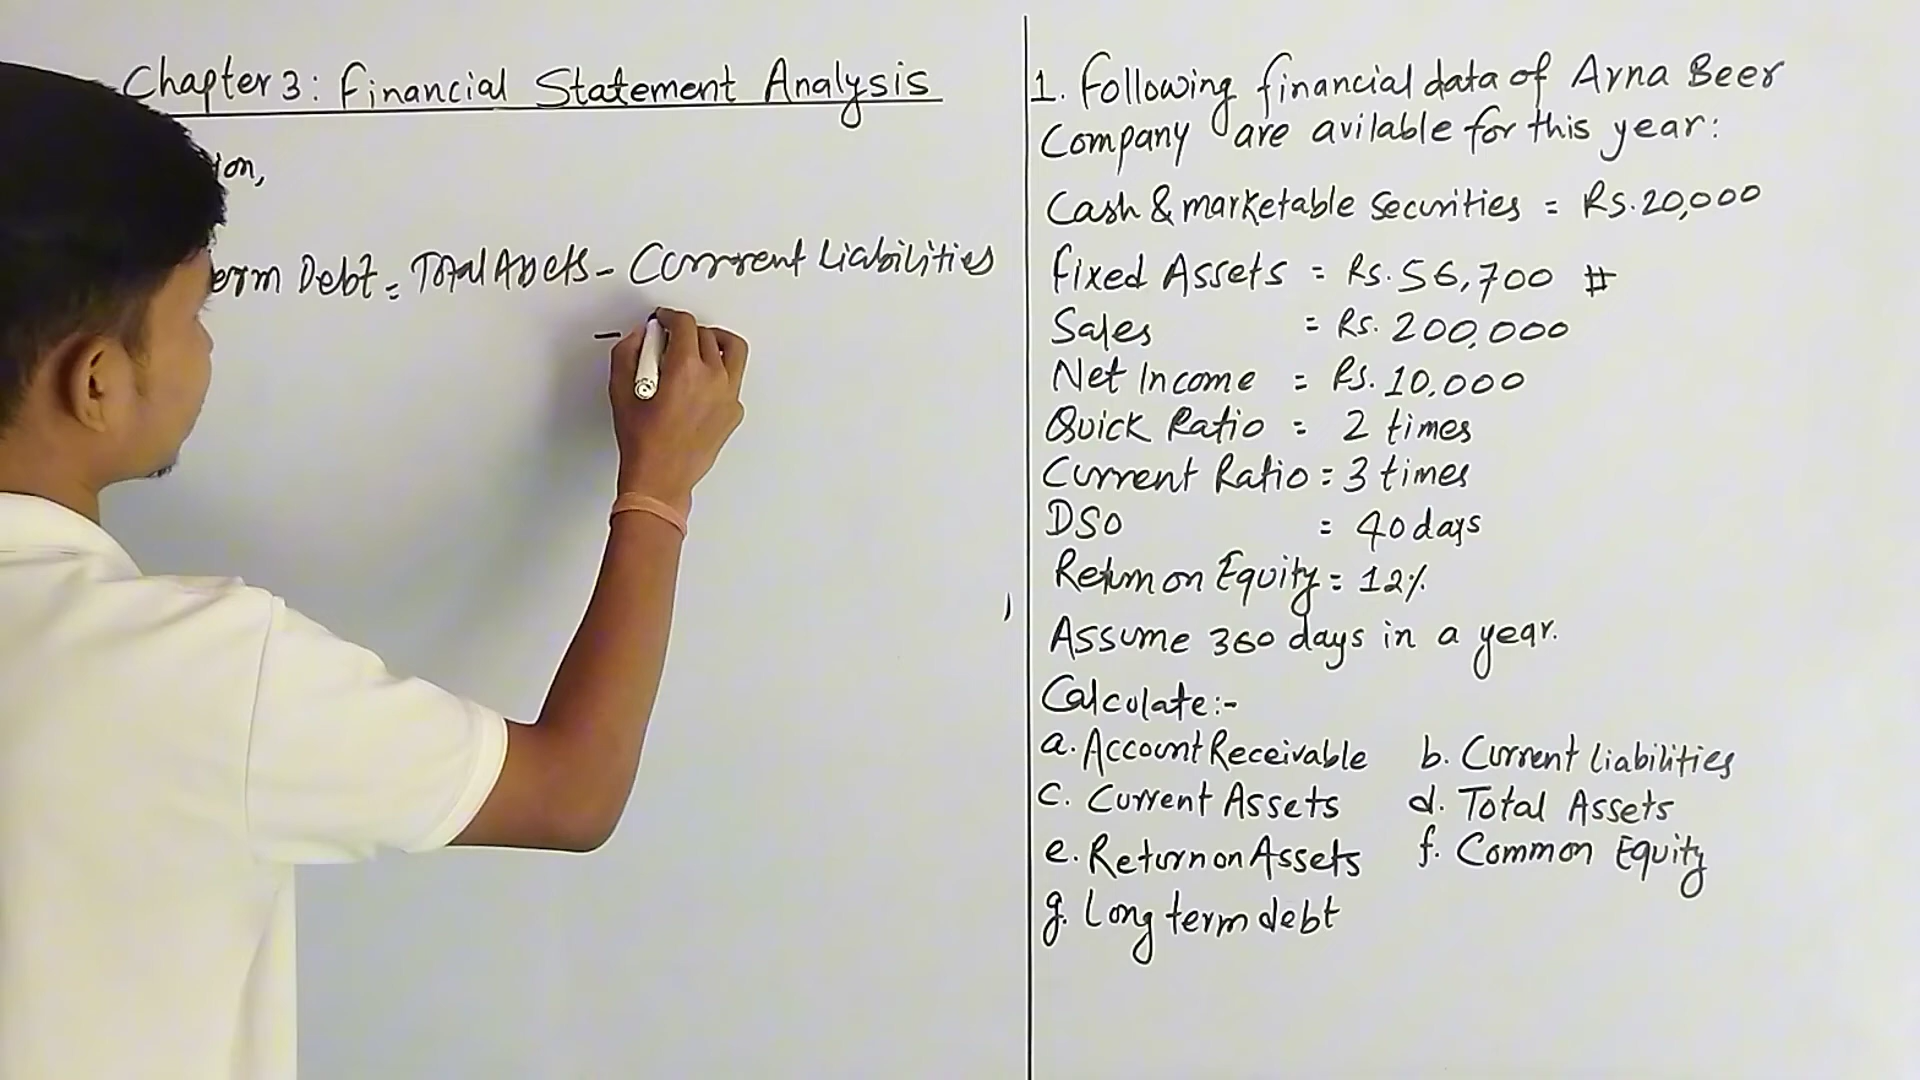 Chapter 3: Financial Statement Analysis
ion,
erm Debt = Total Assets - Current Liabilities
-
1. Following financial data of Arna Beer
Company are avilable for this year:
Cash & marketable securities = Rs. 20,000
Fixed Assets = Rs. 56,700 #
Sales = Rs. 200,000
Net Income = Rs. 10,000
Quick Ratio = 2 times
Current Ratio = 3 times
DSO = 40 days
Return on Equity = 12%
Assume 360 days in a year.
Calculate:-
a. Account Receivable b. Current liabilities
c. Current Assets d. Total Assets
e. Return on Assets f. Common Equity
g. Long term debt